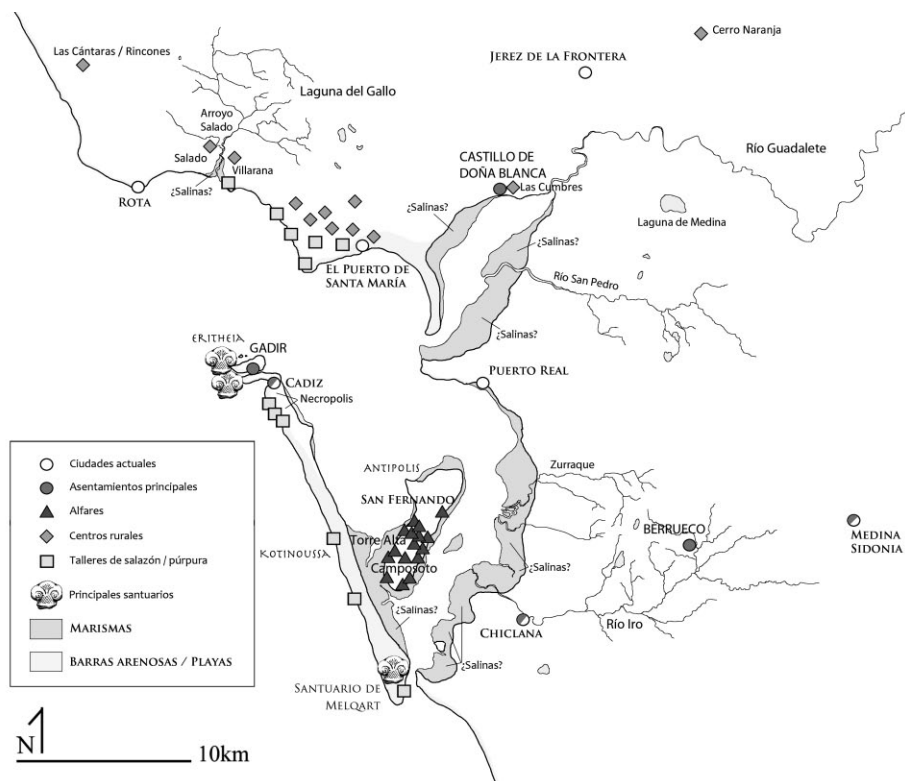 Cerro Naranja
Las Cántaras / Rincones
JEREZ DE LA FRONTERA
Laguna del Gallo
Arroyo
Salado
Río Guadalete
Salado
Villarana
CASTILLO DE
DOÑA BLANCA
Las Cumbres
¿Salinas?
ROTA
¿Salinas?
Laguna de Medina
¿Salinas?
EL PUERTO DE
SANTA MARÍA
Río San Pedro
¿Salinas?
ERITHEIA
GADIR
CADIZ
PUERTO REAL
Necropolis
Ciudades actuales
Asentamientos principales
Alfares
Centros rurales
Talleres de salazón / púrpura
Principales santuarios
MARISMAS
BARRAS ARENOSAS / PLAYAS
ANTIPOLIS
Zurraque
SAN FERNANDO
MEDINA
SIDONIA
BERRUECO
Torre Alta
KOTINOUSSA
Camposoto
¿Salinas?
¿Salinas?
CHICLANA
Río Iro
¿Salinas?
SANTUARIO DE
MELQART
N
10km